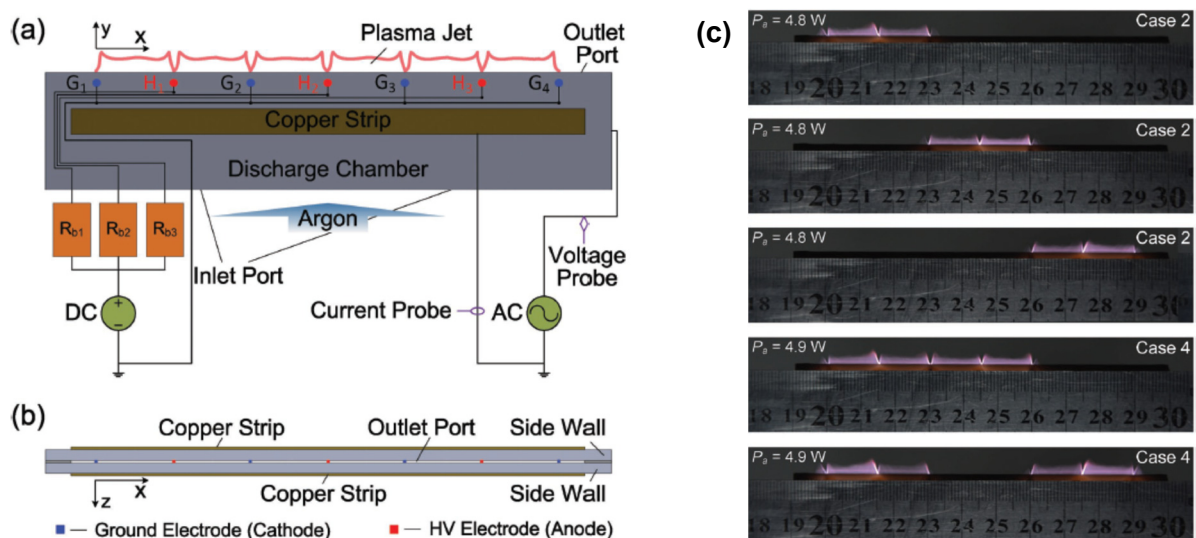 (a)
y
x
Plasma Jet
Outlet Port
G₁ H₁ G₂ H₂ G₃ H₃ G₄
Copper Strip
Discharge Chamber
Argon
R_b1 R_b2 R_b3
Inlet Port
Voltage Probe
DC
Current Probe
AC
(b)
Copper Strip
Outlet Port
Side Wall
x
z
Copper Strip
Side Wall
Ground Electrode (Cathode)
HV Electrode (Anode)
(c)
Pₐ = 4.8 W
Case 2
18 19 20 21 22 23 24 25 26 27 28 29 30
Pₐ = 4.8 W
Case 2
18 19 20 21 22 23 24 25 26 27 28 29 30
Pₐ = 4.8 W
Case 2
18 19 20 21 22 23 24 25 26 27 28 29 30
Pₐ = 4.9 W
Case 4
18 19 20 21 22 23 24 25 26 27 28 29 30
Pₐ = 4.9 W
Case 4
18 19 20 21 22 23 24 25 26 27 28 29 30